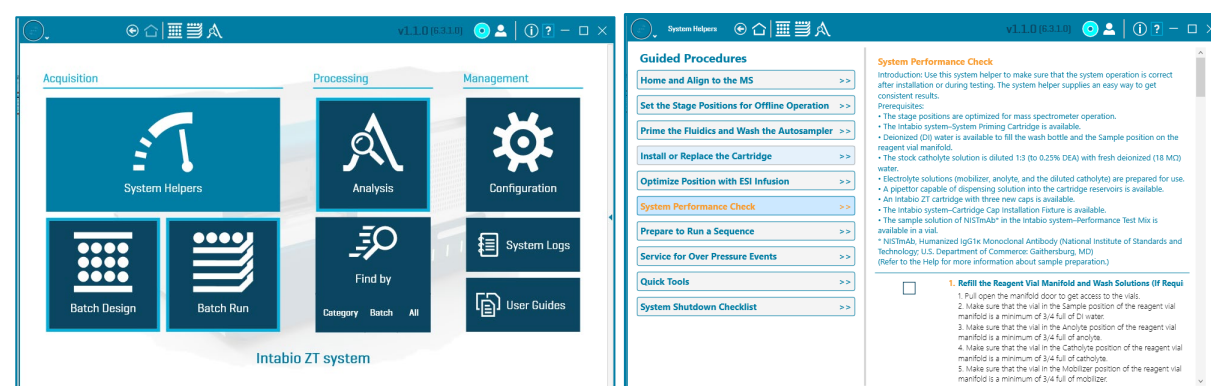 v1.1.0 (6.3.1.0)
Acquisition
Processing
Management
System Helpers
Analysis
Configuration
Batch Design
Batch Run
Find by
Category Batch All
System Logs
User Guides
Intabio ZT system
System Helpers
v1.1.0 (6.3.1.0)
Guided Procedures
Home and Align to the MS >>
Set the Stage Positions for Offline Operation >>
Prime the Fluidics and Wash the Autosampler >>
Install or Replace the Cartridge >>
Optimize Position with ESI Infusion >>
System Performance Check >>
Prepare to Run a Sequence >>
Service for Over Pressure Events >>
Quick Tools >>
System Shutdown Checklist >>
System Performance Check
Introduction: Use this system helper to make sure that the system operation is correct
after installation or during testing. The system helper supplies an easy way to get
consistent results.
Prerequisites:
• The stage positions are optimized for mass spectrometer operation.
• The Intabio system–System Priming Cartridge is available.
• Deionized (DI) water is available to fill the wash bottle and the Sample position on the
reagent vial manifold.
• The stock catholyte solution is diluted 1:3 (to 0.25% DEA) with fresh deionized (18 MΩ)
water.
• Electrolyte solutions (mobilizer, anolyte, and the diluted catholyte) are prepared for use.
• A pipettor capable of dispensing solution into the cartridge reservoirs is available.
• An Intabio ZT cartridge with three new caps is available.
• The Intabio system–Cartridge Cap Installation Fixture is available.
• The sample solution of NISTmAb* in the Intabio system–Performance Test Mix is
available in a vial.
* NISTmAb, Humanized IgG1κ Monoclonal Antibody (National Institute of Standards and
Technology; U.S. Department of Commerce: Gaithersburg, MD)
(Refer to the Help for more information about sample preparation.)
1. Refill the Reagent Vial Manifold and Wash Solutions (If Requi
1. Pull open the manifold door to get access to the vials.
2. Make sure that the vial in the Sample position of the reagent vial
manifold is a minimum of 3/4 full of DI water.
3. Make sure that the vial in the Anolyte position of the reagent vial
manifold is a minimum of 3/4 full of anolyte.
4. Make sure that the vial in the Catholyte position of the reagent vial
manifold is a minimum of 3/4 full of catholyte.
5. Make sure that the vial in the Mobilizer position of the reagent vial
manifold is a minimum of 3/4 full of mobilizer.